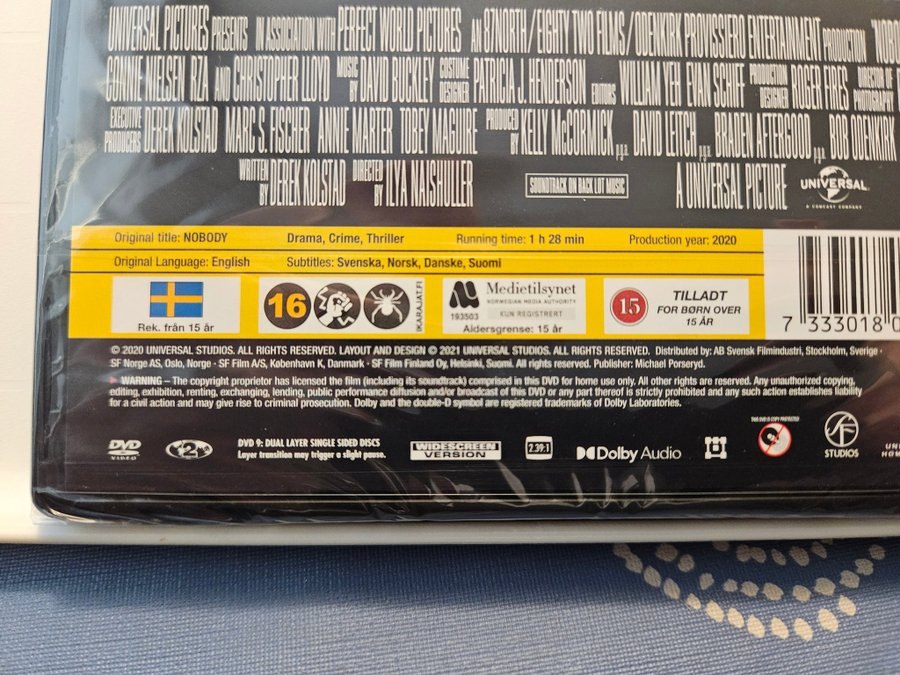 UNIVERSAL PICTURES PRESENTS IN ASSOCIATION WITH PERFECT WORLD PICTURES AN 87NORTH/EIGHTY TWO FILMS/ODENKIRK PROVISSIERO ENTERTAINMENT PRODUCTION
CONNIE NIELSEN RZA AND CHRISTOPHER LLOYD MUSIC BY DAVID BUCKLEY COSTUME DESIGNER PATRICIA J. HENDERSON EDITORS WILLIAM YEH EVAN SCHIFF PRODUCTION DESIGNER ROGER FIRES DIRECTOR OF PHOTOGRAPHY
EXECUTIVE PRODUCERS DEREK KOLSTAD MARC S. FISCHER ANNIE MARTER TOBEY MAGUIRE PRODUCED BY KELLY McCORMICK, p.g.a. DAVID LEITCH, p.g.a. BRADEN AFTERGOOD, p.g.a. BOB ODENKIRK
WRITTEN BY DEREK KOLSTAD DIRECTED BY ILYA NAISHULLER SOUNDTRACK ON BACK LOT MUSIC A UNIVERSAL PICTURE UNIVERSAL
A COMCAST COMPANY
Original title: NOBODY Drama, Crime, Thriller Running time: 1 h 28 min Production year: 2020
Original Language: English Subtitles: Svenska, Norsk, Danske, Suomi
Rek. från 15 år
16
IKARAJAT.FI
Medietilsynet
NORWEGIAN MEDIA AUTHORITY
193503 KUN REGISTRERT
Aldersgrense: 15 år
15
TILLADT
FOR BØRN OVER
15 ÅR
7 333018 0
© 2020 UNIVERSAL STUDIOS. ALL RIGHTS RESERVED. LAYOUT AND DESIGN © 2021 UNIVERSAL STUDIOS. ALL RIGHTS RESERVED. Distributed by: AB Svensk Filmindustri, Stockholm, Sverige ·
SF Norge AS, Oslo, Norge · SF Film A/S, København K, Danmark · SF Film Finland Oy, Helsinki, Suomi. All rights reserved. Publisher: Michael Porseryd.
WARNING – The copyright proprietor has licensed the film (including its soundtrack) comprised in this DVD for home use only. All other rights are reserved. Any unauthorized copying,
editing, exhibition, renting, exchanging, lending, public performance diffusion and/or broadcast of this DVD or any part thereof is strictly prohibited and any such action establishes liability
for a civil action and may give rise to criminal prosecution. Dolby and the double-D symbol are registered trademarks of Dolby Laboratories.
DVD
VIDEO
2
DVD 9: DUAL LAYER SINGLE SIDED DISCS
Layer transition may trigger a slight pause.
WIDESCREEN
VERSION
2.39:1
Dolby Audio
THIS DVD IS COPY PROTECTED
SF
STUDIOS